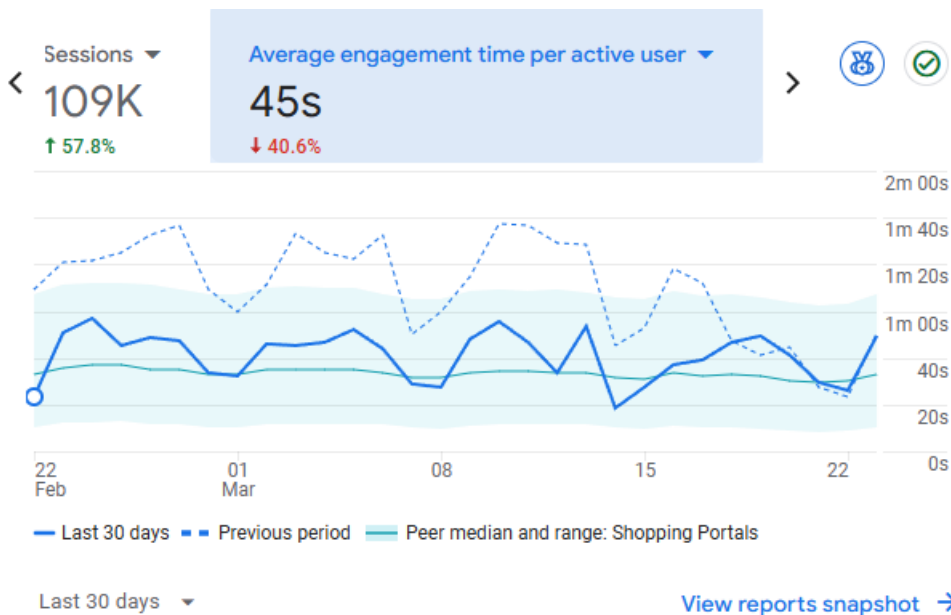 Sessions
Average engagement time per active user
109K
45s
↑ 57.8%
↓ 40.6%
2m 00s
1m 40s
1m 20s
1m 00s
40s
20s
0s
22
Feb
01
Mar
08
15
22
Last 30 days
Previous period
Peer median and range: Shopping Portals
Last 30 days
View reports snapshot →